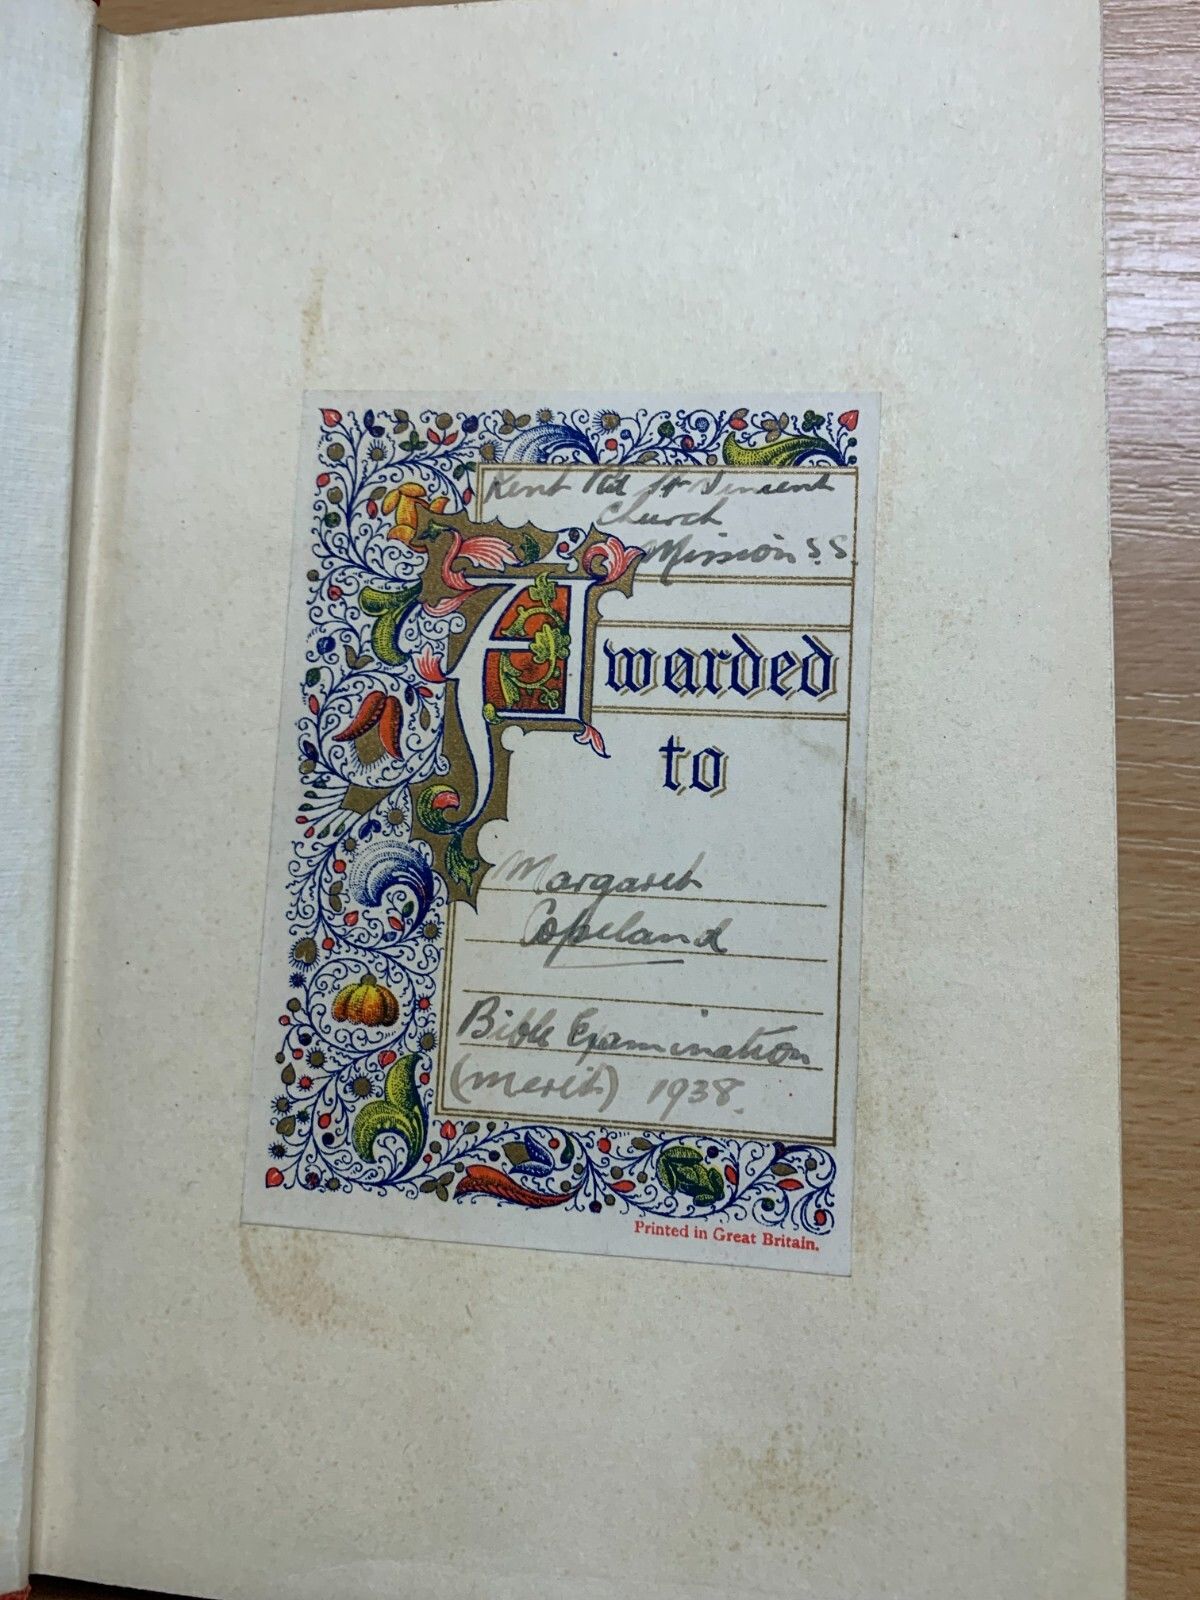 Kent Rd St Vincent
Church
Mission S.S
Awarded
to
Margaret
Copeland
Bible Examination
(merit) 1938.
Printed in Great Britain.